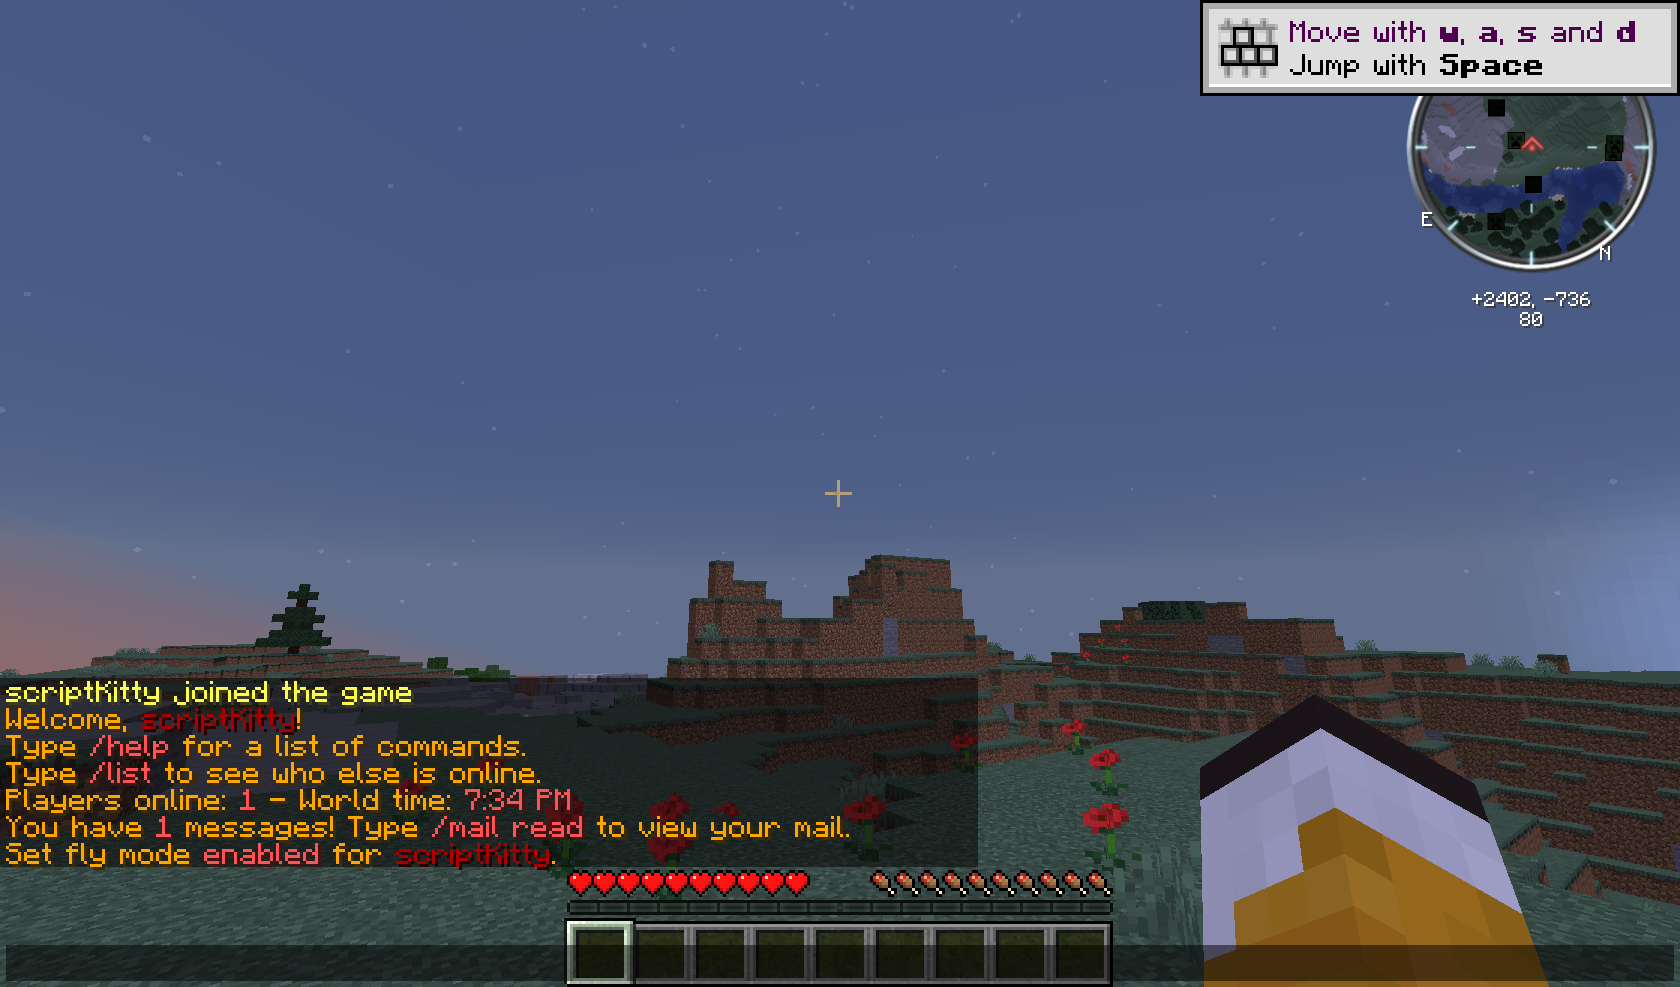 Move with w, a, s and d
Jump with Space
E
N
+2402, -736
80
scriptKitty joined the game
Welcome, scriptKitty!
Type /help for a list of commands.
Type /list to see who else is online.
Players online: 1 - World time: 7:34 PM
You have 1 messages! Type /mail read to view your mail.
Set fly mode enabled for scriptKitty.